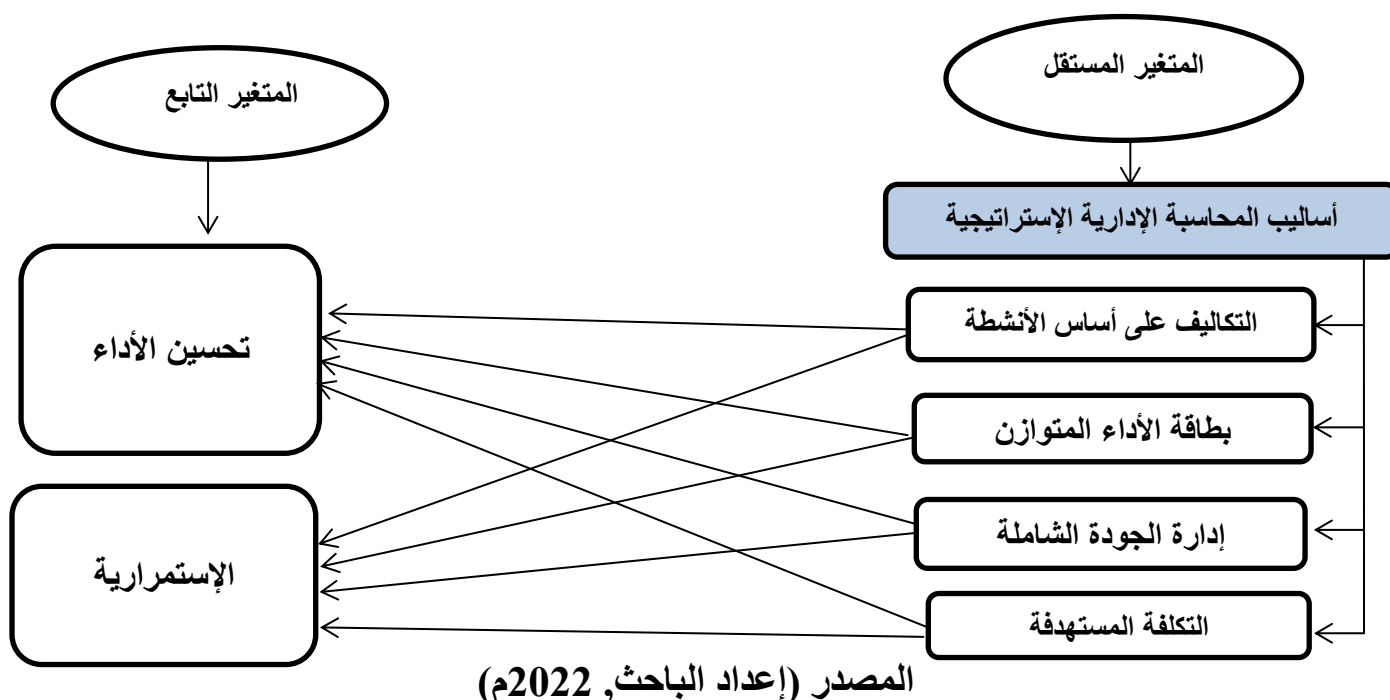 المتغير المستقل
المتغير التابع
أساليب المحاسبة الإدارية الإستراتيجية
التكاليف على أساس الأنشطة
تحسين الأداء
بطاقة الأداء المتوازن
إدارة الجودة الشاملة
الإستمرارية
التكلفة المستهدفة
المصدر (إعداد الباحث, 2022م)